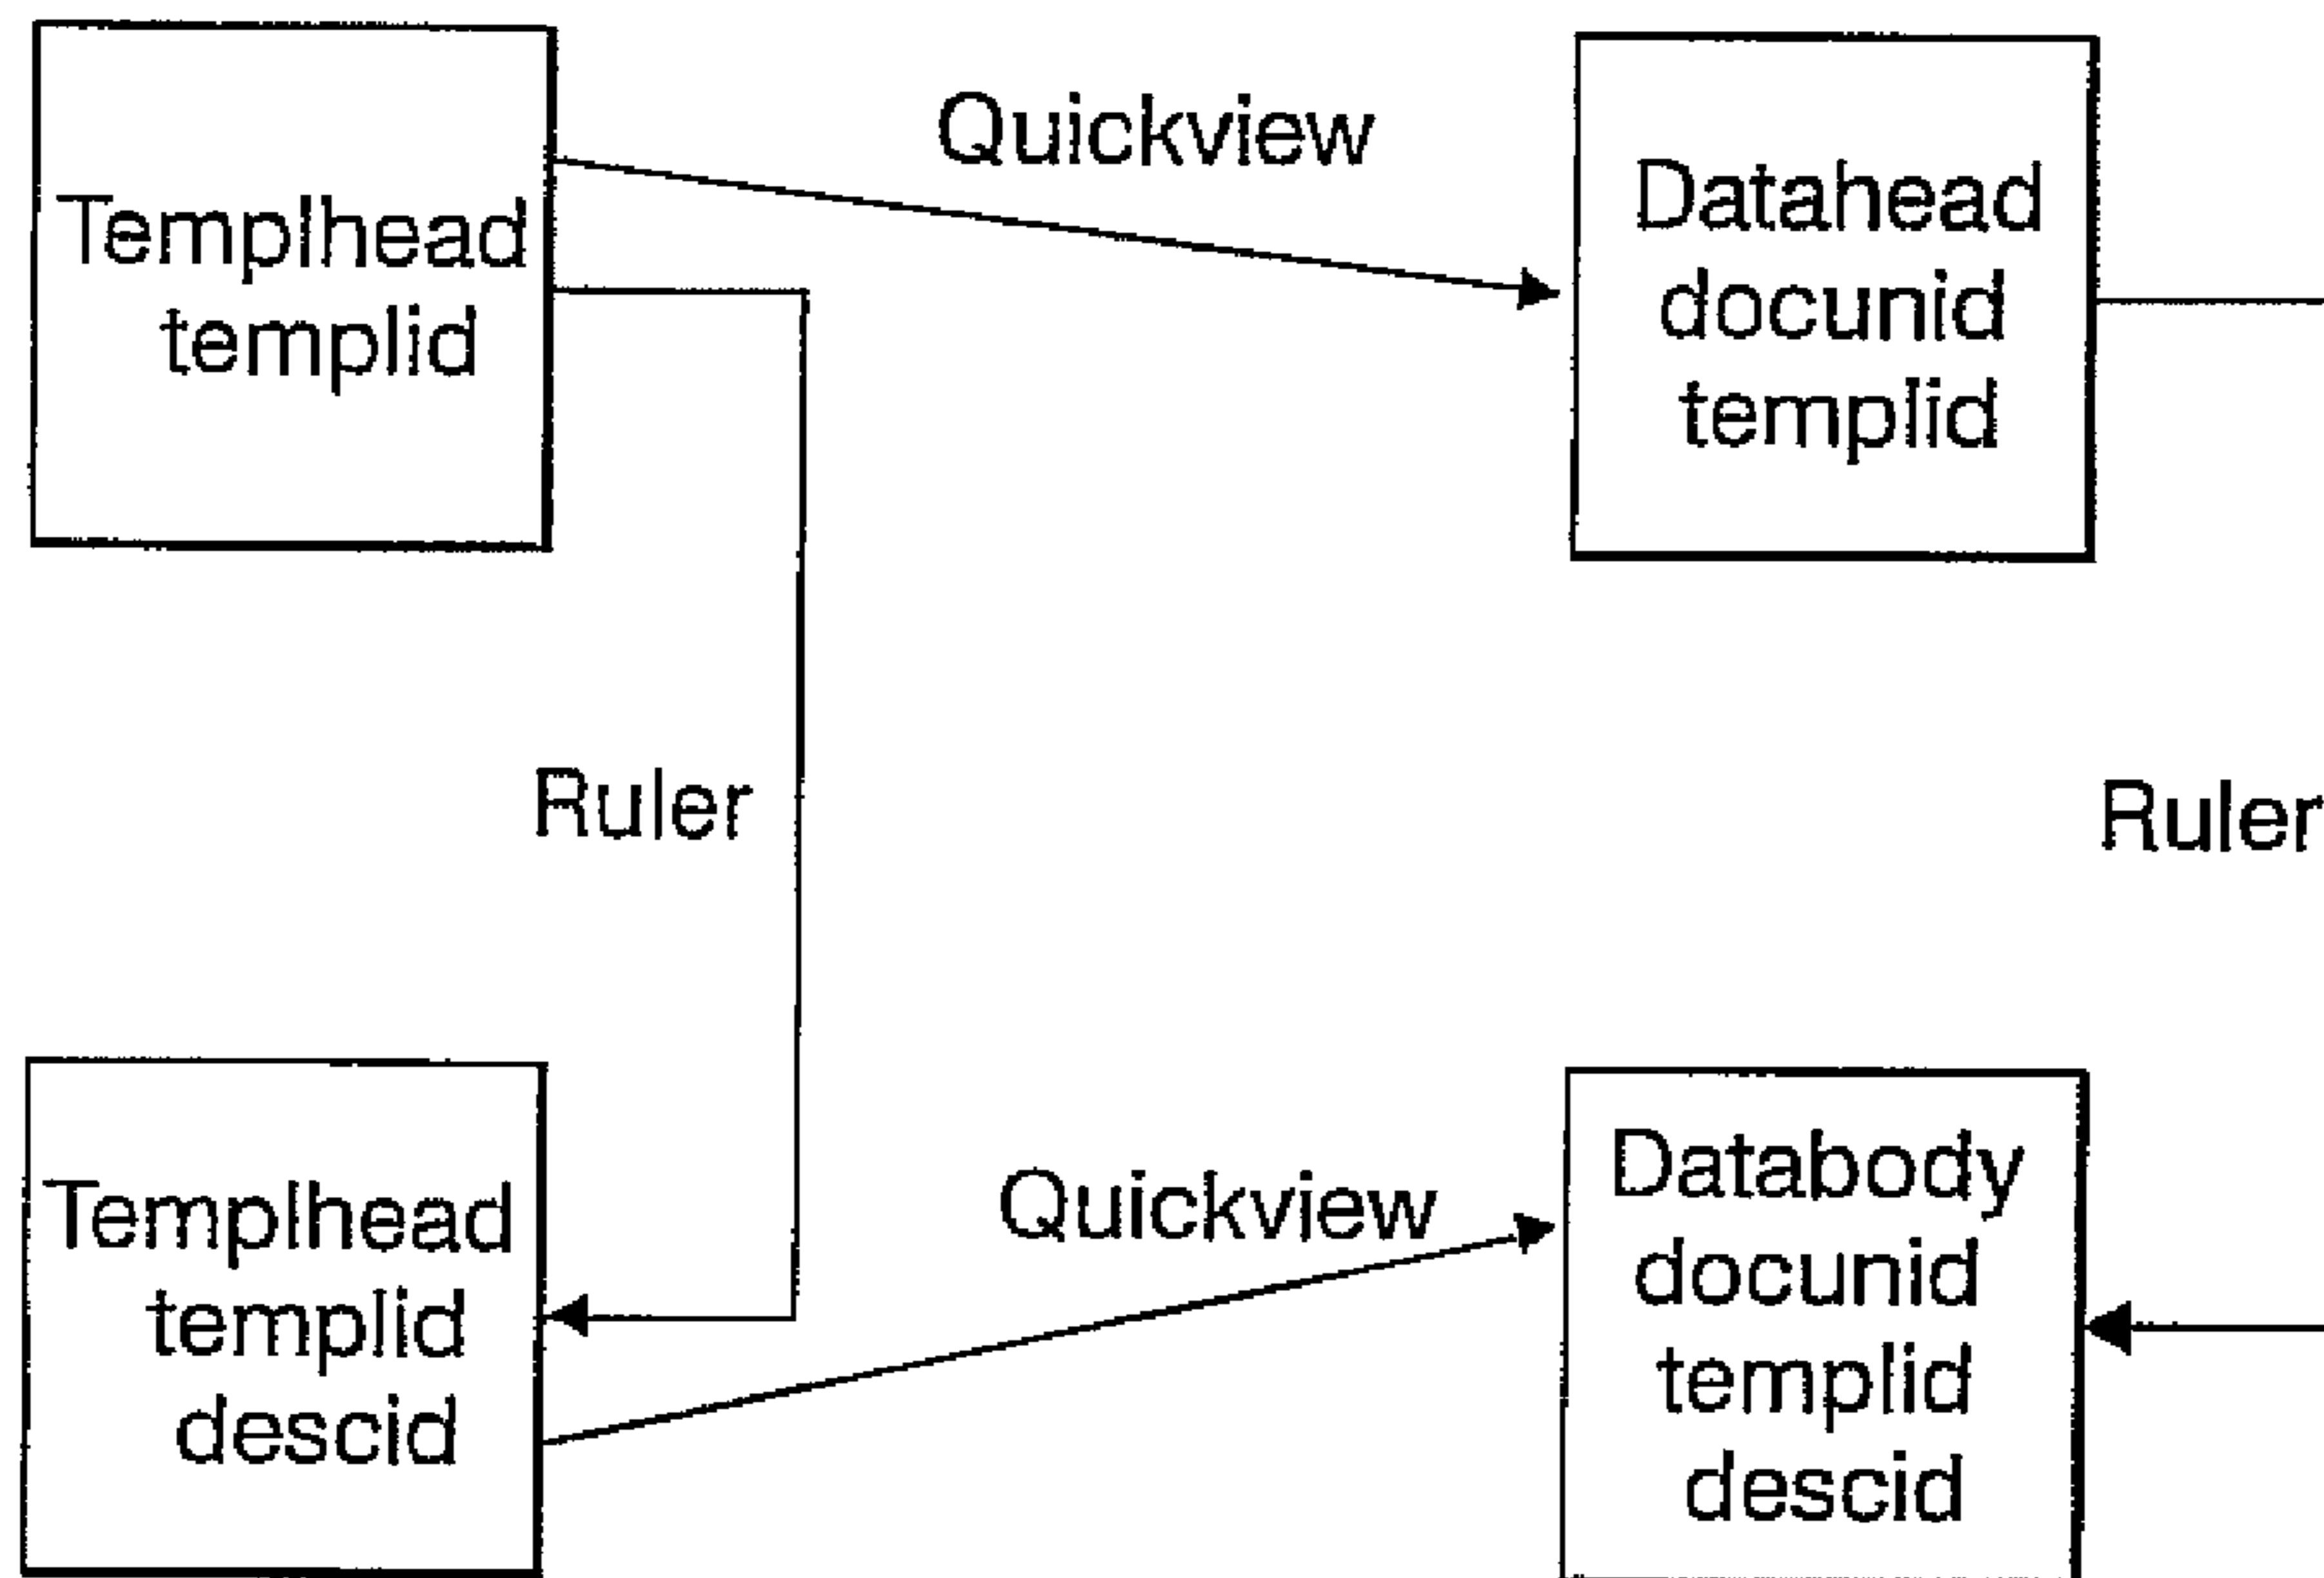 Templhead
templid
Quickview
Datahead
docunid
templid
Ruler
Ruler
Templhead
templid
descid
Quickview
Databody
docunid
templid
descid